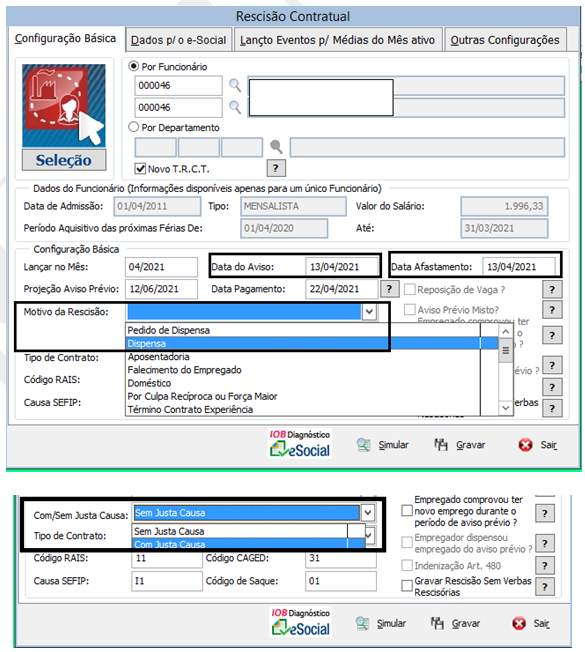 Rescisão Contratual
Configuração Básica Dados p/ o e-Social Lançto Eventos p/ Médias do Mês ativo Outras Configurações
Por Funcionário
000046
000046
Por Departamento
Seleção
Novo T.R.C.T. ?
Dados do Funcionário (Informações disponíveis apenas para um único Funcionário)
Data de Admissão: 01/04/2011 Tipo: MENSALISTA Valor do Salário: 1.996,33
Período Aquisitivo das próximas Férias De: 01/04/2020 Até: 31/03/2021
Configuração Básica
Lançar no Mês: 04/2021 Data do Aviso: 13/04/2021 Data Afastamento: 13/04/2021
Projeção Aviso Prévio: 12/06/2021 Data Pagamento: 22/04/2021 ? Reposição de Vaga ? ?
Motivo da Rescisão: Aviso Prévio Misto? ?
Empregado comprovou ter
Pedido de Dispensa o ?
Dispensa ?
Tipo de Contrato: Aposentadoria
Falecimento do Empregado évio ? ?
Código RAIS: Doméstico ?
Por Culpa Recíproca ou Força Maior
Causa SEFIP: Término Contrato Experiência erbas ?
Rescisórias
IOB Diagnóstico
eSocial Simular Gravar Sair
Com/Sem Justa Causa: Sem Justa Causa
Empregado comprovou ter
novo emprego durante o
período de aviso prévio ? ?
Tipo de Contrato: Sem Justa Causa
Com Justa Causa
Empregador dispensou
empregado do aviso prévio ? ?
Código RAIS: 11 Código CAGED: 31 Indenização Art. 480 ?
Causa SEFIP: I1 Código de Saque: 01 Gravar Rescisão Sem Verbas
Rescisórias ?
IOB Diagnóstico
eSocial Simular Gravar Sair